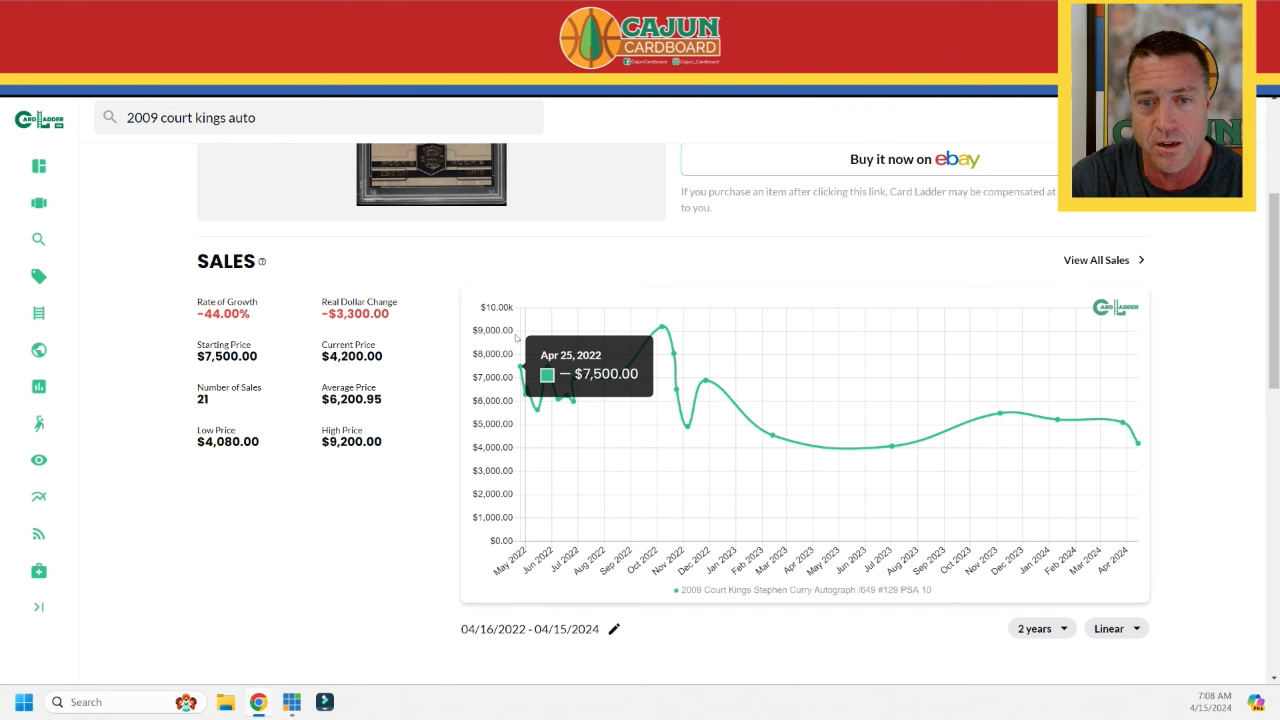 CAJUN
CARDBOARD
CajunCardboard Cajun_Cardboard
CARD LADDER
2009 court kings auto
Buy it now on ebay
If you purchase an item after clicking this link, Card Ladder may be compensated at
to you.
SALES
View All Sales
Rate of Growth
-44.00%
Real Dollar Change
-$3,300.00
Starting Price
$7,500.00
Current Price
$4,200.00
Number of Sales
21
Average Price
$6,200.95
Low Price
$4,080.00
High Price
$9,200.00
CARD LADDER
$10.00k
$9,000.00
$8,000.00
$7,000.00
$6,000.00
$5,000.00
$4,000.00
$3,000.00
$2,000.00
$1,000.00
$0.00
Apr 25, 2022
— $7,500.00
May 2022
Jun 2022
Jul 2022
Aug 2022
Sep 2022
Oct 2022
Nov 2022
Dec 2022
Jan 2023
Feb 2023
Mar 2023
Apr 2023
May 2023
Jun 2023
Jul 2023
Aug 2023
Sep 2023
Oct 2023
Nov 2023
Dec 2023
Jan 2024
Feb 2024
Mar 2024
Apr 2024
2009 Court Kings Stephen Curry Autograph /649 #129 PSA 10
04/16/2022 - 04/15/2024
2 years
Linear
Search
7:08 AM
4/15/2024